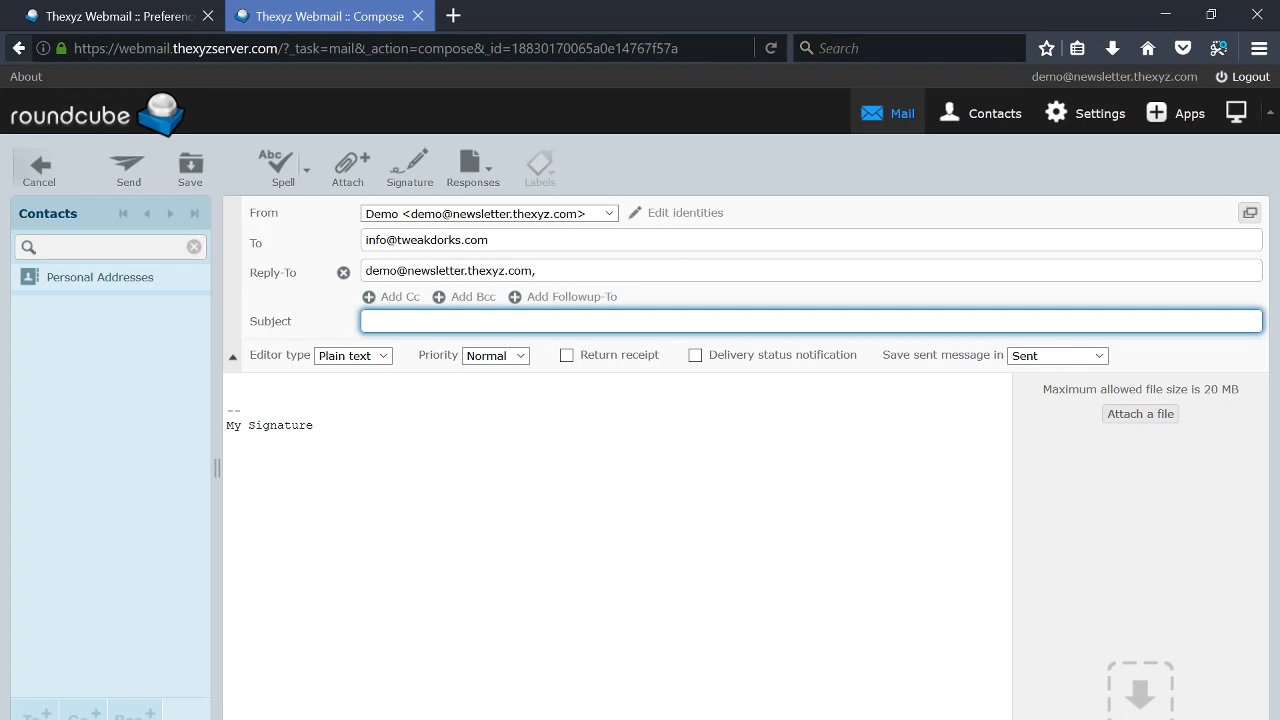 Thexyz Webmail :: Preferenc
Thexyz Webmail :: Compose
https://webmail.thexyzserver.com/?_task=mail&_action=compose&_id=18830170065a0e14767f57a
Search
About
demo@newsletter.thexyz.com
Logout
roundcube
Mail
Contacts
Settings
Apps
Cancel
Send
Save
Abc
Spell
Attach
Signature
Responses
Labels
Contacts
Personal Addresses
From
Demo <demo@newsletter.thexyz.com>
Edit identities
To
info@tweakdorks.com
Reply-To
demo@newsletter.thexyz.com,
Add Cc
Add Bcc
Add Followup-To
Subject
Editor type
Plain text
Priority
Normal
Return receipt
Delivery status notification
Save sent message in
Sent
--
My Signature
Maximum allowed file size is 20 MB
Attach a file
To+
Cc+
Bcc+